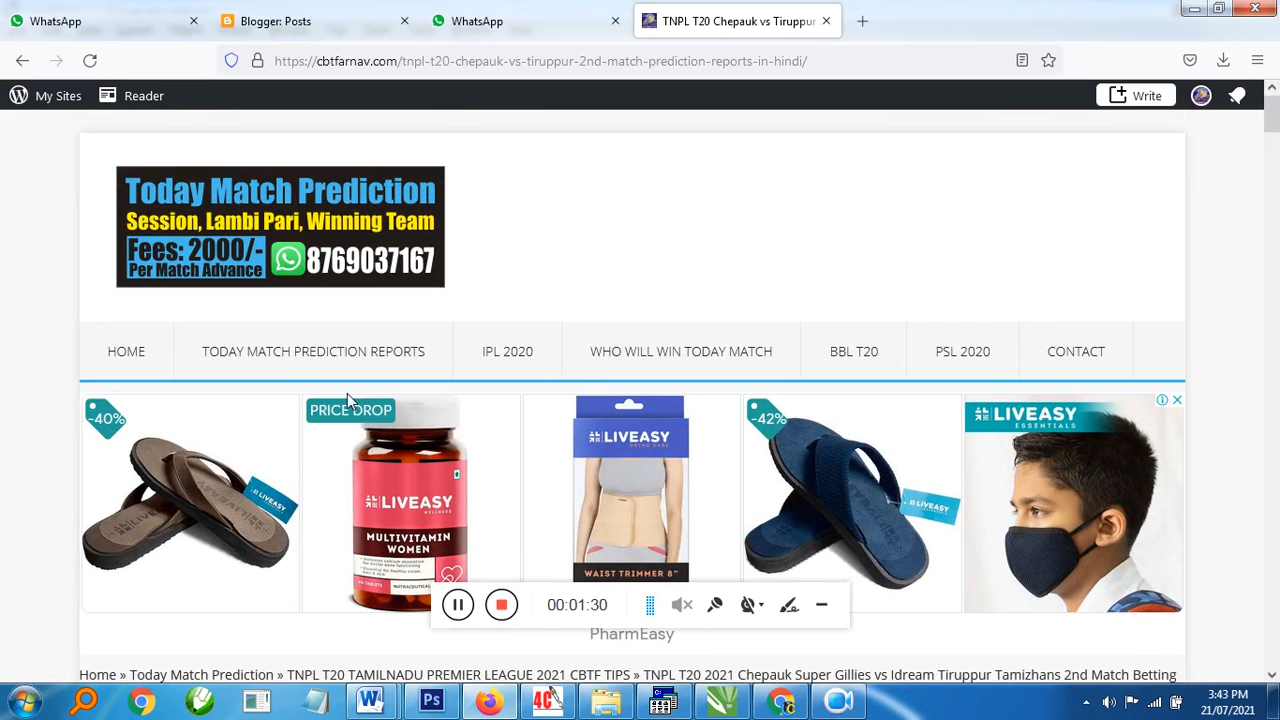 WhatsApp
Blogger: Posts
WhatsApp
TNPL T20 Chepauk vs Tiruppur
https://cbtfarnav.com/tnpl-t20-chepauk-vs-tiruppur-2nd-match-prediction-reports-in-hindi/
My Sites
Reader
Write
Today Match Prediction
Session, Lambi Pari, Winning Team
Fees: 2000/-
Per Match Advance
8769037167
HOME
TODAY MATCH PREDICTION REPORTS
IPL 2020
WHO WILL WIN TODAY MATCH
BBL T20
PSL 2020
CONTACT
-40%
LIVEASY
PRICE DROP
LIVEASY
WELLNESS
MULTIVITAMIN
WOMEN
NUTRACEUTICAL
LIVEASY
ORTHO CARE
WAIST TRIMMER 8"
-42%
LIVEASY
LIVEASY
ESSENTIALS
00:01:30
PharmEasy
Home » Today Match Prediction » TNPL T20 TAMILNADU PREMIER LEAGUE 2021 CBTF TIPS » TNPL T20 2021 Chepauk Super Gillies vs Idream Tiruppur Tamizhans 2nd Match Betting
3:43 PM
21/07/2021